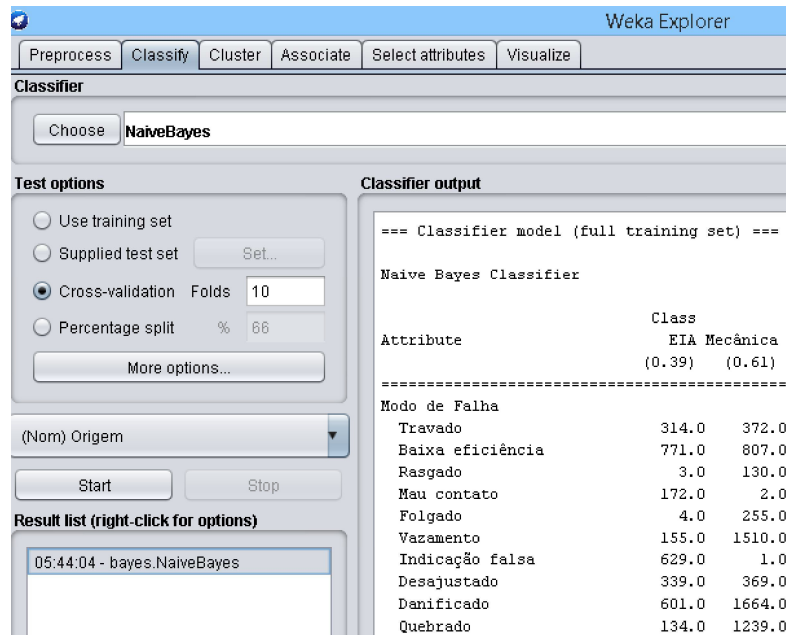 Weka Explorer
Preprocess Classify Cluster Associate Select attributes Visualize
Classifier
Choose NaiveBayes
Test options
Use training set
Supplied test set Set...
Cross-validation Folds 10
Percentage split % 66
More options...
(Nom) Origem
Start Stop
Result list (right-click for options)
05:44:04 - bayes.NaiveBayes
Classifier output
=== Classifier model (full training set) ===
Naive Bayes Classifier
Class
Attribute EIA Mecânica
(0.39) (0.61)
================================================
Modo de Falha
Travado 314.0 372.0
Baixa eficiência 771.0 807.0
Rasgado 3.0 130.0
Mau contato 172.0 2.0
Folgado 4.0 255.0
Vazamento 155.0 1510.0
Indicação falsa 629.0 1.0
Desajustado 339.0 369.0
Danificado 601.0 1664.0
Quebrado 134.0 1239.0